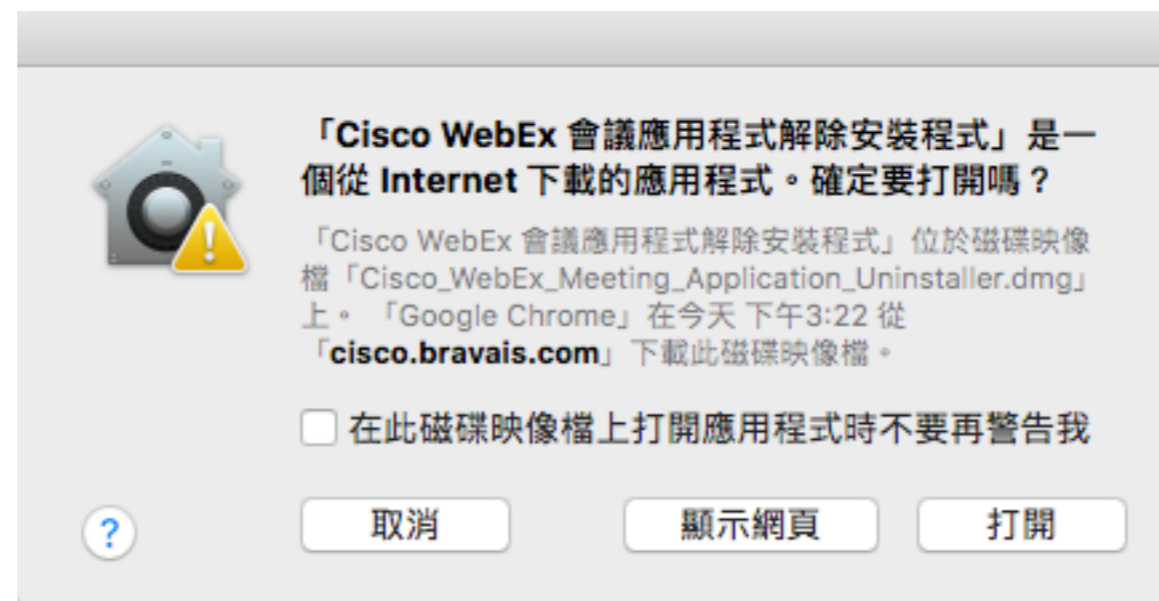 「Cisco WebEx 會議應用程式解除安裝程式」是一
個從 Internet 下載的應用程式。確定要打開嗎？
「Cisco WebEx 會議應用程式解除安裝程式」位於磁碟映像
檔「Cisco_WebEx_Meeting_Application_Uninstaller.dmg」
上。 「Google Chrome」在今天 下午3:22 從
「cisco.bravais.com」下載此磁碟映像檔。
在此磁碟映像檔上打開應用程式時不要再警告我
? 取消 顯示網頁 打開